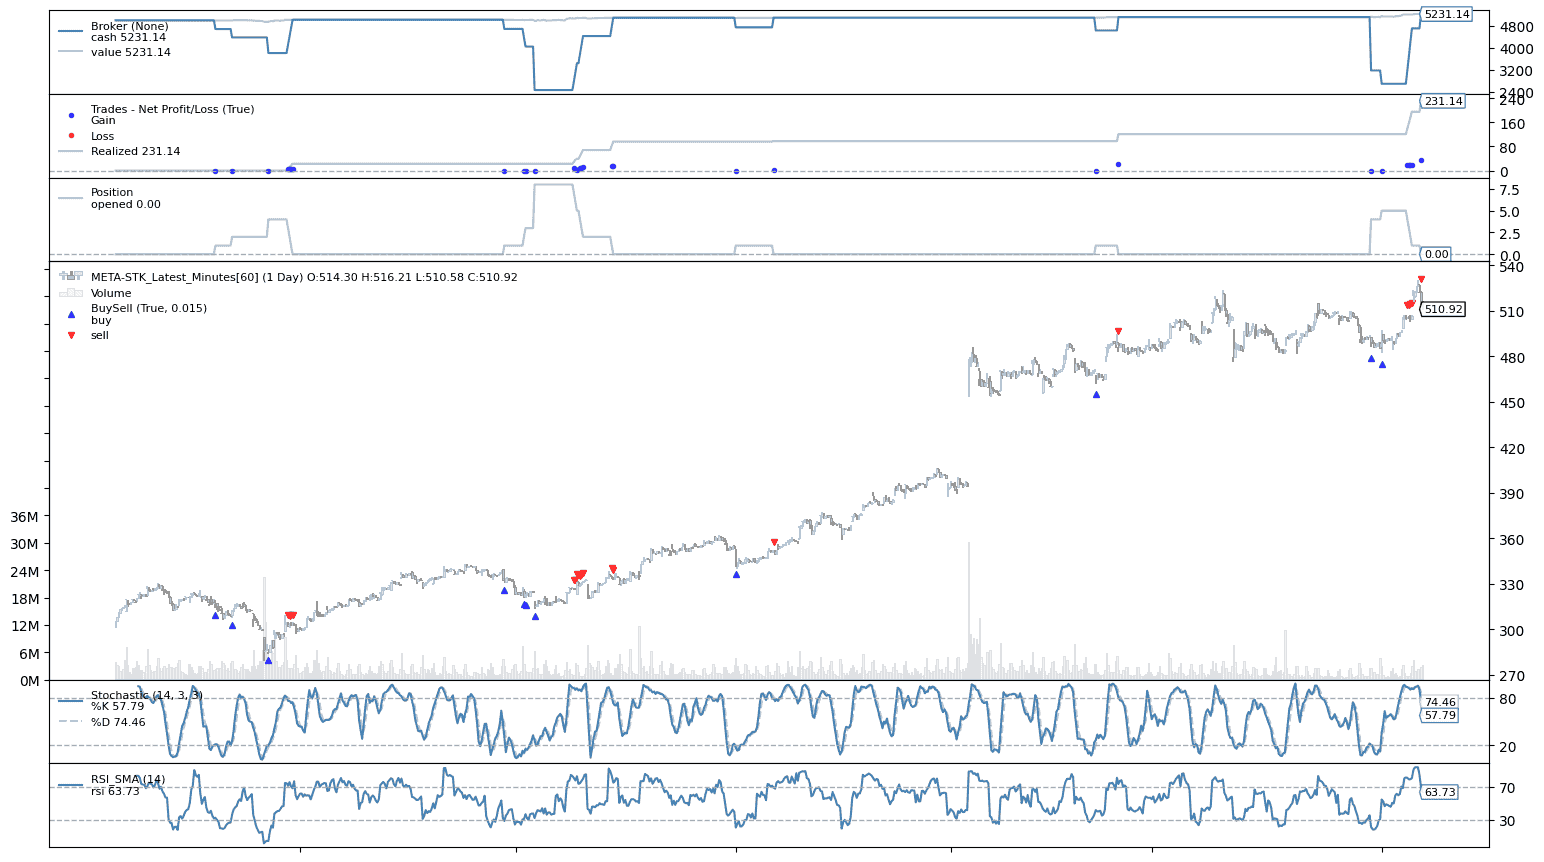 Broker (None)
cash 5231.14
value 5231.14
5231.14
4800
4000
3200
2400
Trades - Net Profit/Loss (True)
Gain
Loss
Realized 231.14
240
231.14
160
80
0
Position
opened 0.00
7.5
5.0
2.5
0.0
0.00
META-STK_Latest_Minutes[60] (1 Day) O:514.30 H:516.21 L:510.58 C:510.92
Volume
BuySell (True, 0.015)
buy
sell
540
510
510.92
480
450
420
390
360
330
300
270
36M
30M
24M
18M
12M
6M
0M
Stochastic (14, 3, 3)
%K 57.79
%D 74.46
80
74.46
57.79
20
RSI_SMA (14)
rsi 63.73
70
63.73
30